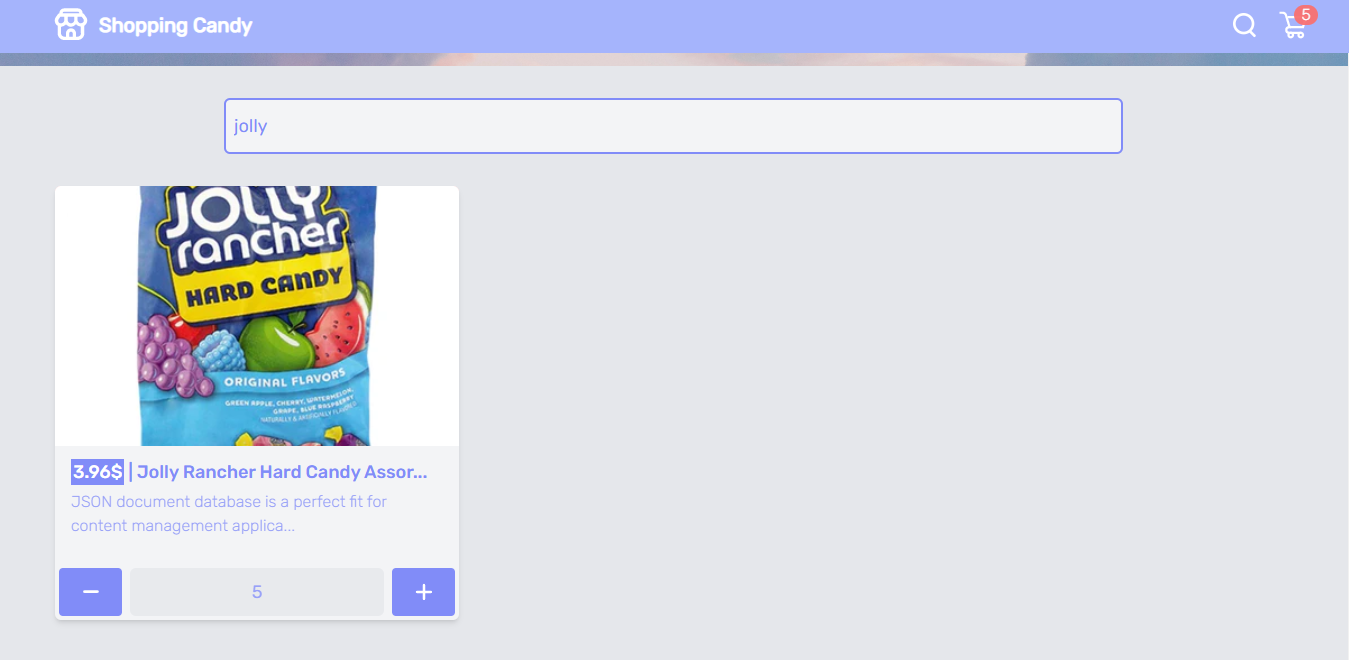 Shopping Candy
5
jolly
JOLLY
rancher
HARD CANDY
ORIGINAL FLAVORS
GREEN APPLE, CHERRY, WATERMELON,
GRAPE, BLUE RASPBERRY
NATURALLY & ARTIFICIALLY FLAVORED
3.96$ | Jolly Rancher Hard Candy Assor...
JSON document database is a perfect fit for
content management applica...
− 5 +